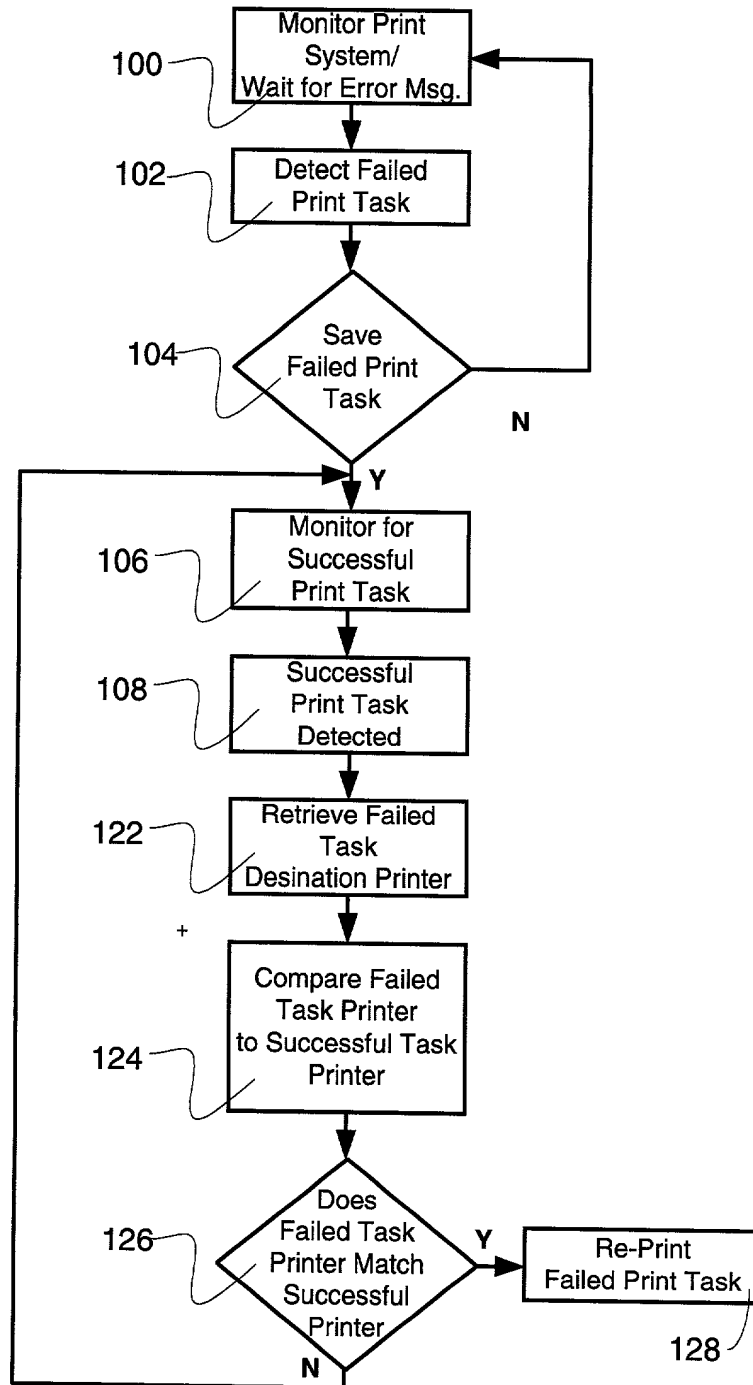 Monitor Print
System/
Wait for Error Msg.
100
Detect Failed
Print Task
102
Save
Failed Print
Task
104
N
Y
Monitor for
Successful
Print Task
106
Successful
Print Task
Detected
108
Retrieve Failed
Task
Desination Printer
122
+
Compare Failed
Task Printer
to Successful Task
Printer
124
Does
Failed Task
Printer Match
Successful
Printer
126
Y
Re-Print
Failed Print Task
128
N